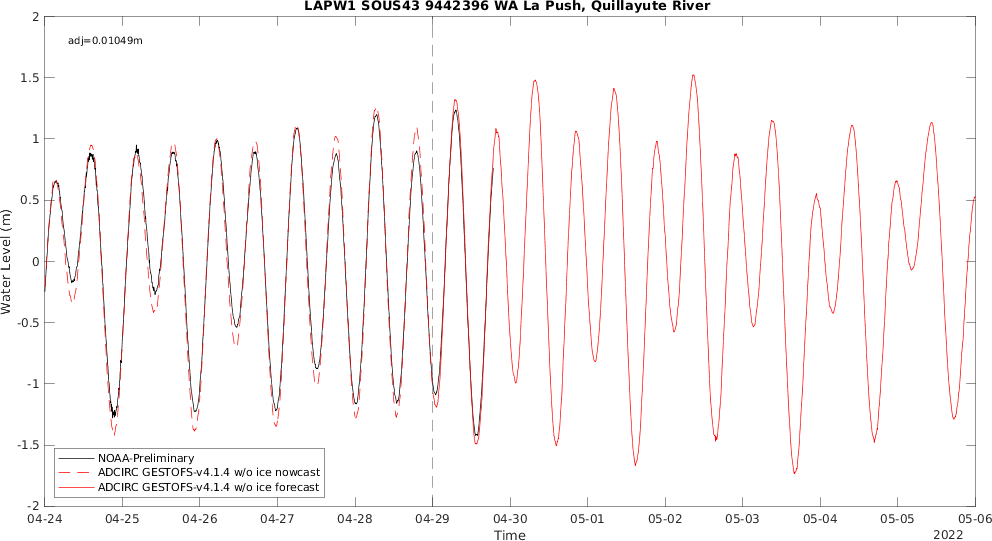 LAPW1 SOUS43 9442396 WA La Push, Quillayute River
adj=0.01049m
2
1.5
1
0.5
0
-0.5
-1
-1.5
-2
Water Level (m)
NOAA-Preliminary
ADCIRC GESTOFS-v4.1.4 w/o ice nowcast
ADCIRC GESTOFS-v4.1.4 w/o ice forecast
04-24 04-25 04-26 04-27 04-28 04-29 04-30 05-01 05-02 05-03 05-04 05-05 05-06
Time
2022